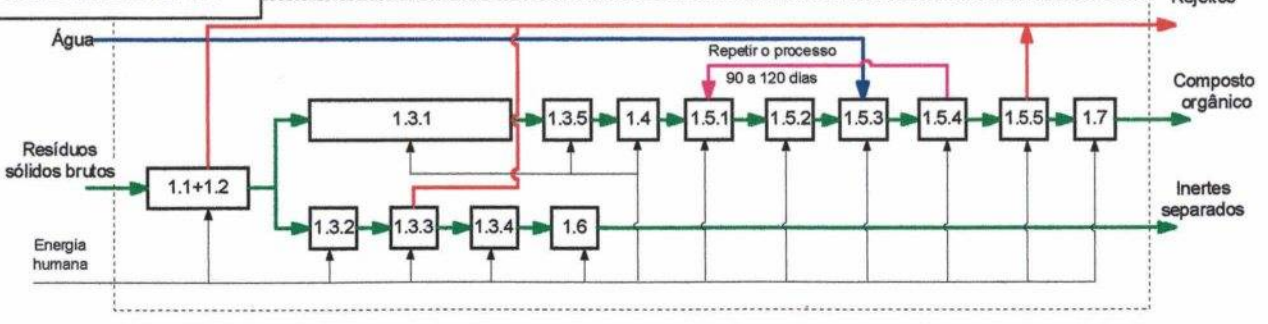 Rejeitos
Água
Repetir o processo
90 a 120 dias
Composto
orgânico
1.3.1
1.3.5
1.4
1.5.1
1.5.2
1.5.3
1.5.4
1.5.5
1.7
Resíduos
sólidos brutos
1.1+1.2
Inertes
separados
1.3.2
1.3.3
1.3.4
1.6
Energia
humana